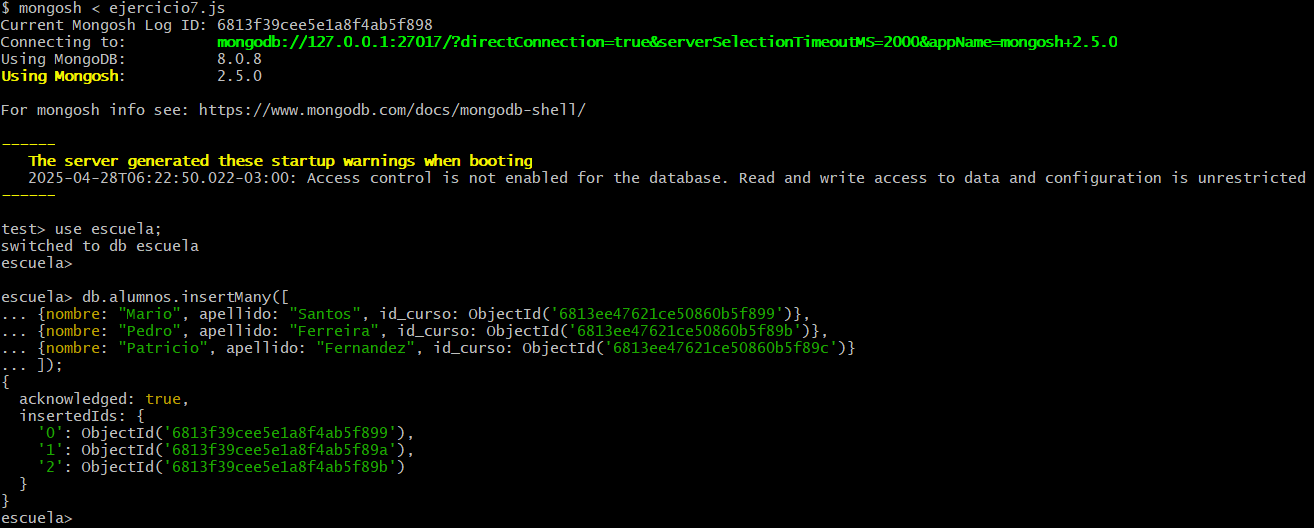 $ mongosh < ejercicio7.js
Current Mongosh Log ID: 6813f39cee5e1a8f4ab5f898
Connecting to:          mongodb://127.0.0.1:27017/?directConnection=true&serverSelectionTimeoutMS=2000&appName=mongosh+2.5.0
Using MongoDB:          8.0.8
Using Mongosh:          2.5.0
For mongosh info see: https://www.mongodb.com/docs/mongodb-shell/
------
   The server generated these startup warnings when booting
   2025-04-28T06:22:50.022-03:00: Access control is not enabled for the database. Read and write access to data and configuration is unrestricted
------
test> use escuela;
switched to db escuela
escuela>
escuela> db.alumnos.insertMany([
... {nombre: "Mario", apellido: "Santos", id_curso: ObjectId('6813ee47621ce50860b5f899')},
... {nombre: "Pedro", apellido: "Ferreira", id_curso: ObjectId('6813ee47621ce50860b5f89b')},
... {nombre: "Patricio", apellido: "Fernandez", id_curso: ObjectId('6813ee47621ce50860b5f89c')}
... ]);
{
  acknowledged: true,
  insertedIds: {
    '0': ObjectId('6813f39cee5e1a8f4ab5f899'),
    '1': ObjectId('6813f39cee5e1a8f4ab5f89a'),
    '2': ObjectId('6813f39cee5e1a8f4ab5f89b')
  }
}
escuela>